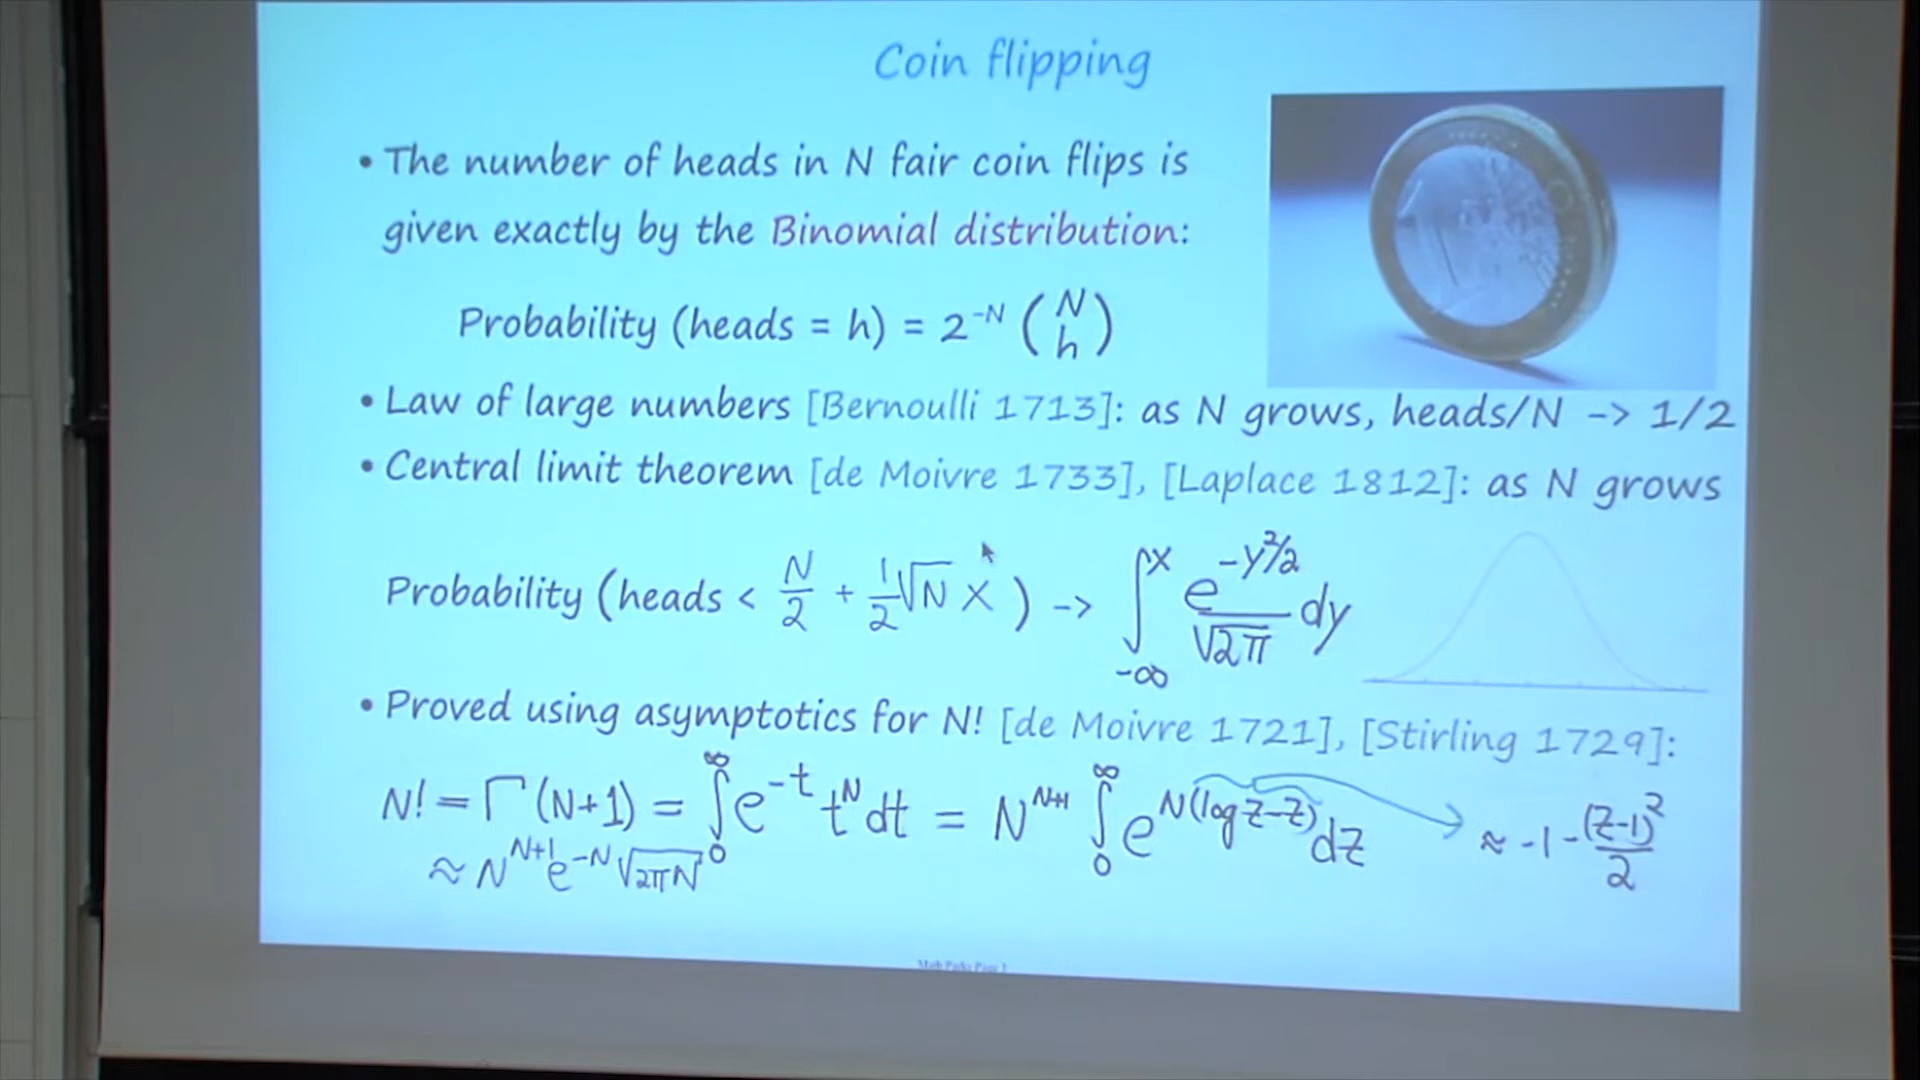 Coin flipping
• The number of heads in N fair coin flips is
given exactly by the Binomial distribution:
Probability (heads = h) = 2^{-N} (N h)
• Law of large numbers [Bernoulli 1713]: as N grows, heads/N -> 1/2
• Central limit theorem [de Moivre 1733], [Laplace 1812]: as N grows
Probability (heads < N/2 + 1/2 √N x ) -> ∫_{-∞}^{x} e^{-y²/2}/√2π dy
• Proved using asymptotics for N! [de Moivre 1721], [Stirling 1729]:
N! = Γ(N+1) = ∫_0^∞ e^{-t} t^N dt = N^{N+1} ∫_0^∞ e^{N(log z - z)} dz ≈ -1 - (z-1)²/2
≈ N^{N+1} e^{-N} √2πN